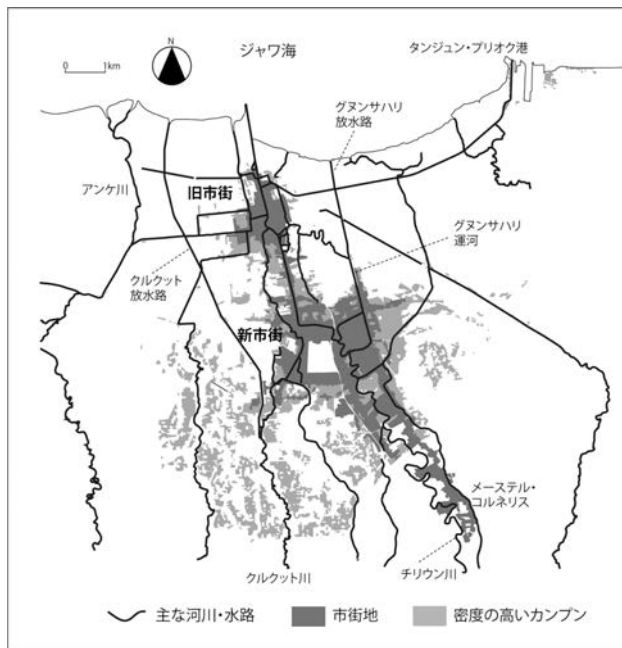 ジャワ海
タンジュン・プリオク港
N
0 1km
グヌンサハリ
放水路
アンケ川
旧市街
グヌンサハリ
運河
クルクット
放水路
新市街
メーステル・
コルネリス
クルクット川
チリウン川
主な河川・水路
市街地
密度の高いカンプン